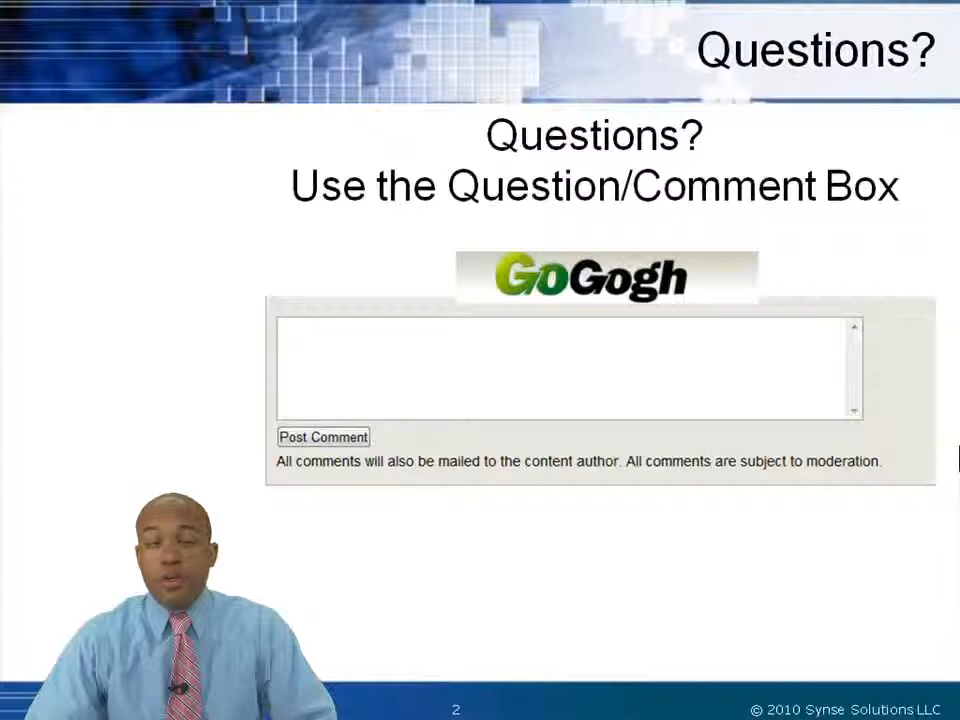 Questions?
Questions?
Use the Question/Comment Box
GoGogh
Post Comment
All comments will also be mailed to the content author. All comments are subject to moderation.
2
© 2010 Synse Solutions LLC